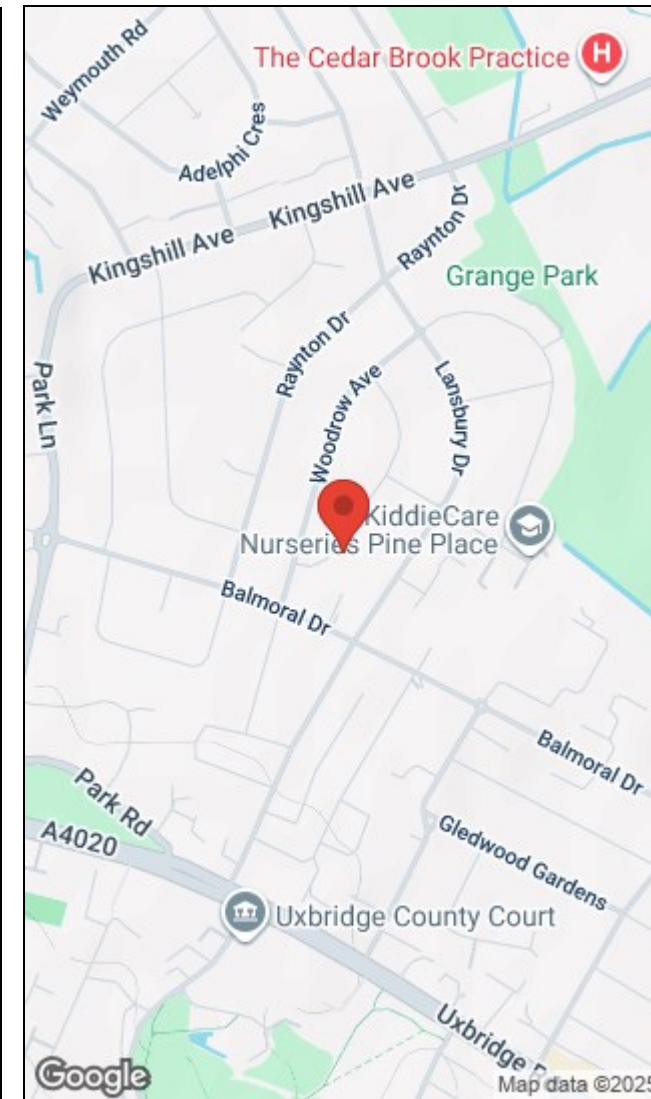 Weymouth Rd
The Cedar Brook Practice
H
Adelphi Cres
Kingshill Ave
Kingshill Ave
Raynton Dr
Grange Park
Raynton Dr
Park Ln
Woodrow Ave
Lansbury Dr
KiddieCare
Nurseries Pine Place
Balmoral Dr
Balmoral Dr
Park Rd
A4020
Gledwood Gardens
Uxbridge County Court
Uxbridge
Google
Map data ©2025